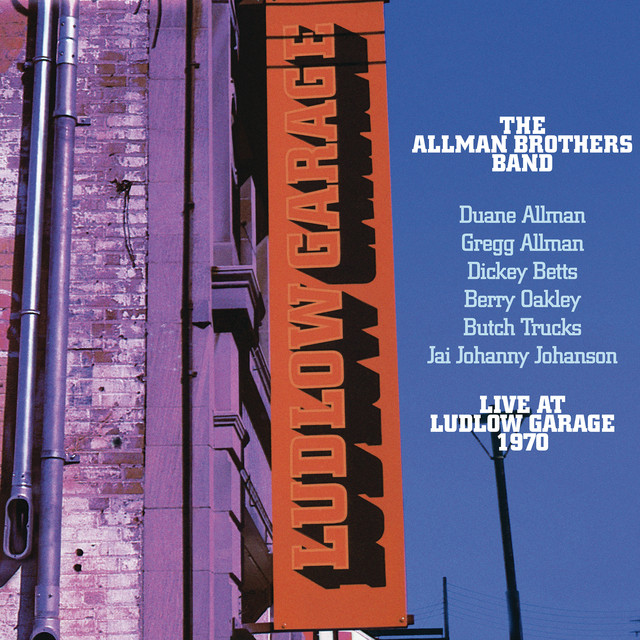 LUDLOW GARAGE
THE
ALLMAN BROTHERS
BAND
Duane Allman
Gregg Allman
Dickey Betts
Berry Oakley
Butch Trucks
Jai Johanny Johanson
LIVE AT
LUDLOW GARAGE
1970